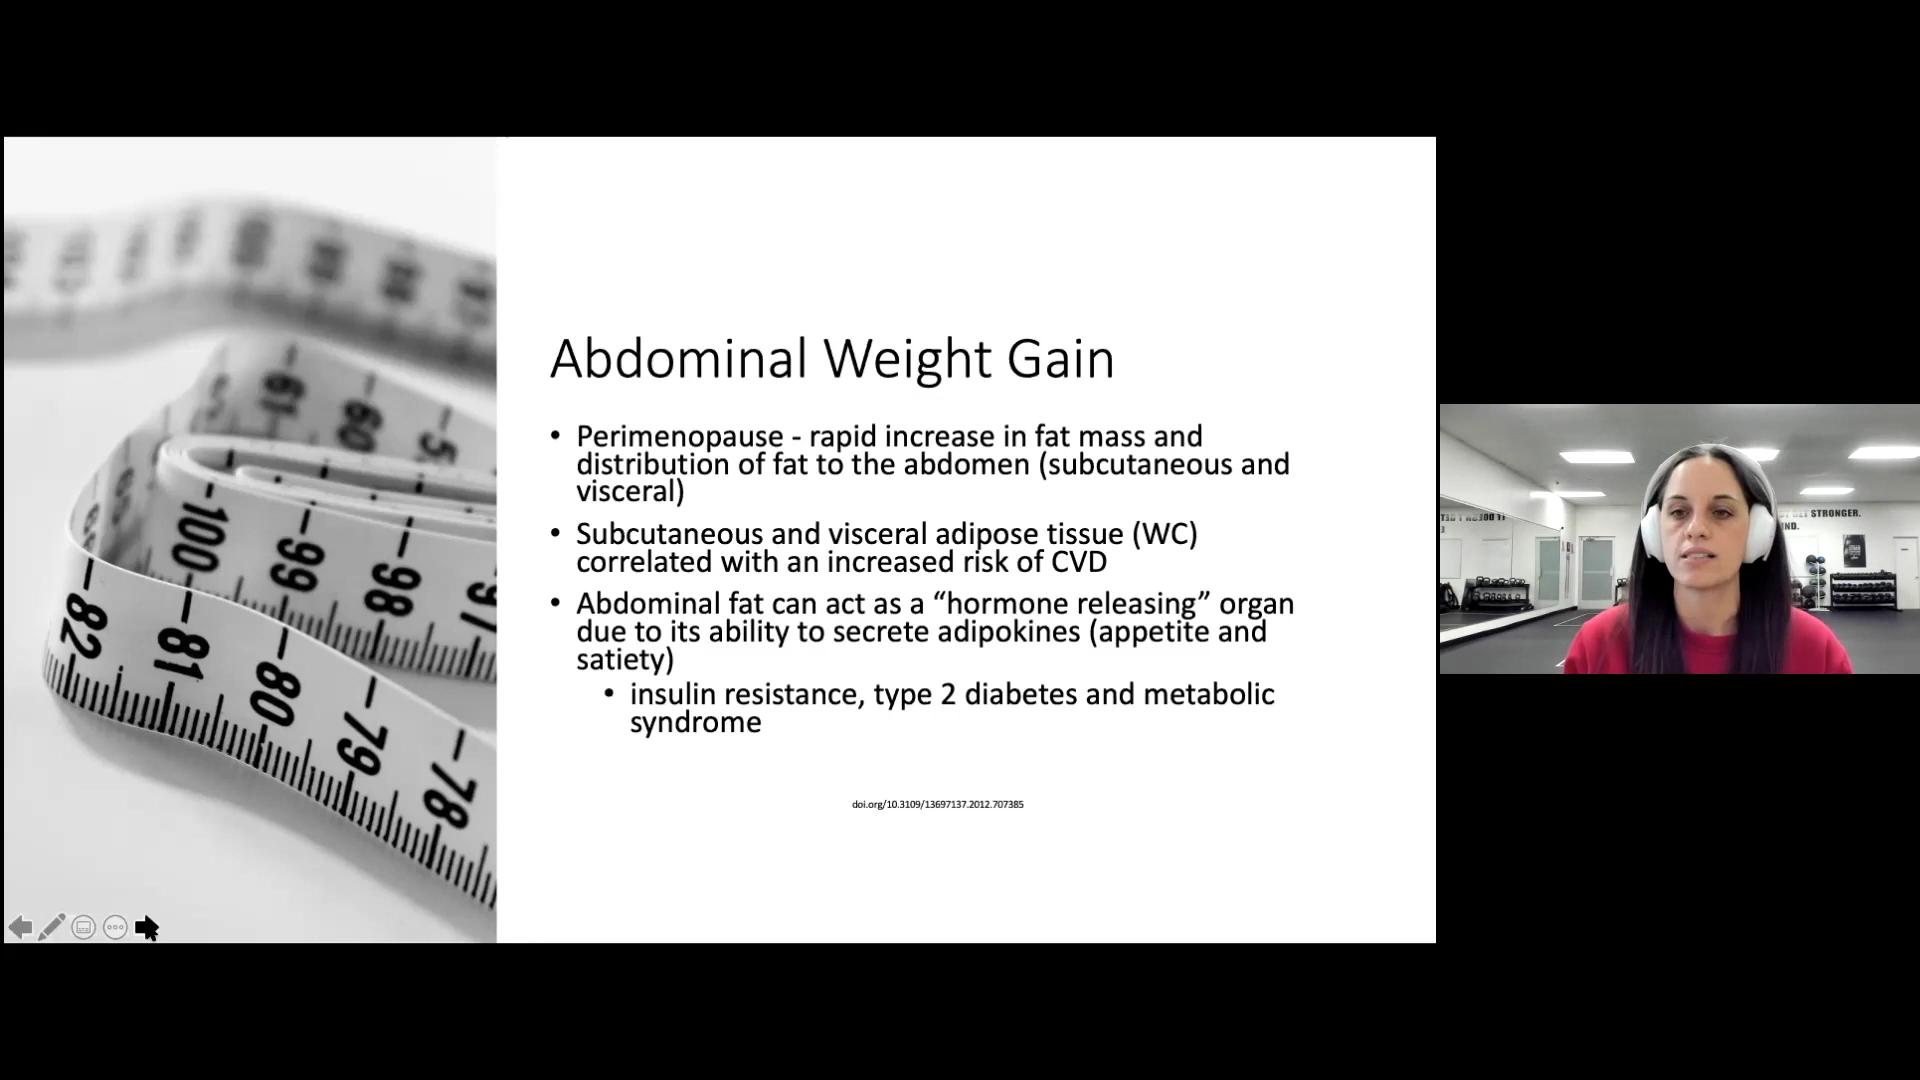 Abdominal Weight Gain
• Perimenopause - rapid increase in fat mass and
distribution of fat to the abdomen (subcutaneous and
visceral)
• Subcutaneous and visceral adipose tissue (WC)
correlated with an increased risk of CVD
• Abdominal fat can act as a “hormone releasing” organ
due to its ability to secrete adipokines (appetite and
satiety)
• insulin resistance, type 2 diabetes and metabolic
syndrome
doi.org/10.3109/13697137.2012.707385
61
60
100
99
98
97
82
81
80
79
78
STRONGER.